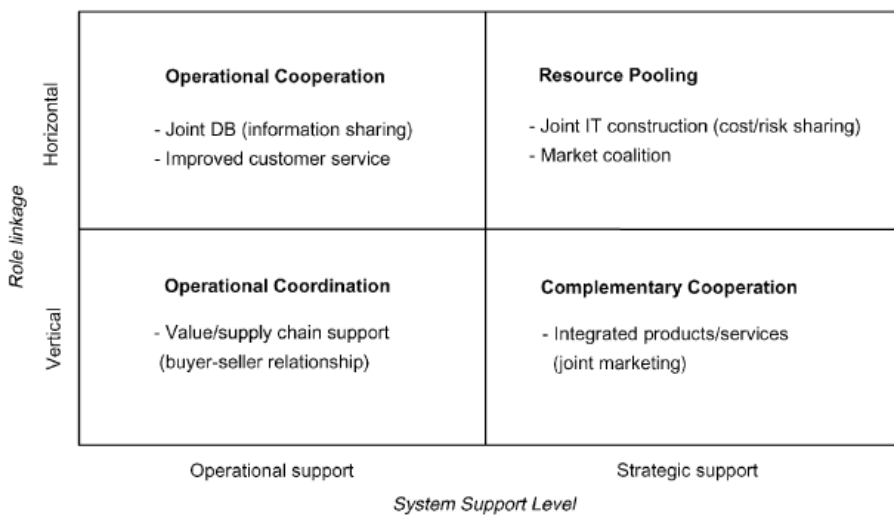 Role linkage
Horizontal
Operational Cooperation
- Joint DB (information sharing)
- Improved customer service
Resource Pooling
- Joint IT construction (cost/risk sharing)
- Market coalition
Vertical
Operational Coordination
- Value/supply chain support
(buyer-seller relationship)
Complementary Cooperation
- Integrated products/services
(joint marketing)
Operational support
Strategic support
System Support Level